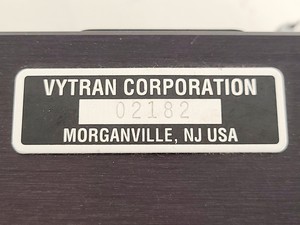 VYTRAN CORPORATION
02182
MORGANVILLE, NJ USA